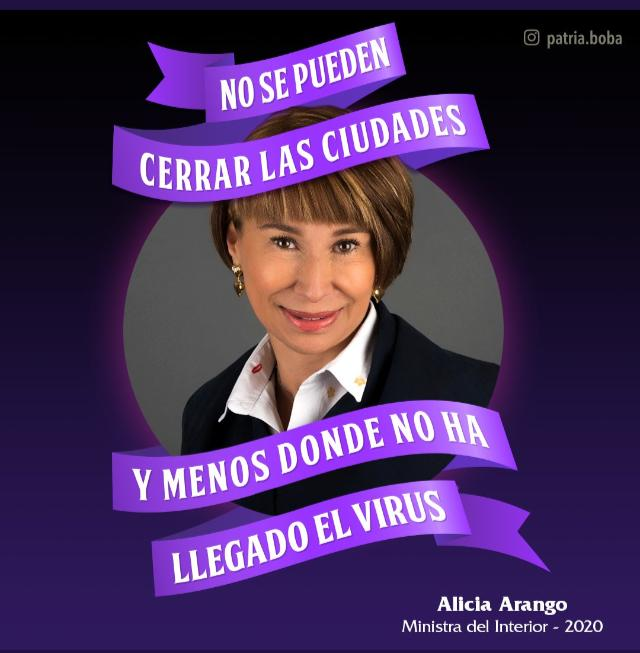 patria.boba
NO SE PUEDEN
CERRAR LAS CIUDADES
Y MENOS DONDE NO HA
LLEGADO EL VIRUS
Alicia Arango
Ministra del Interior - 2020